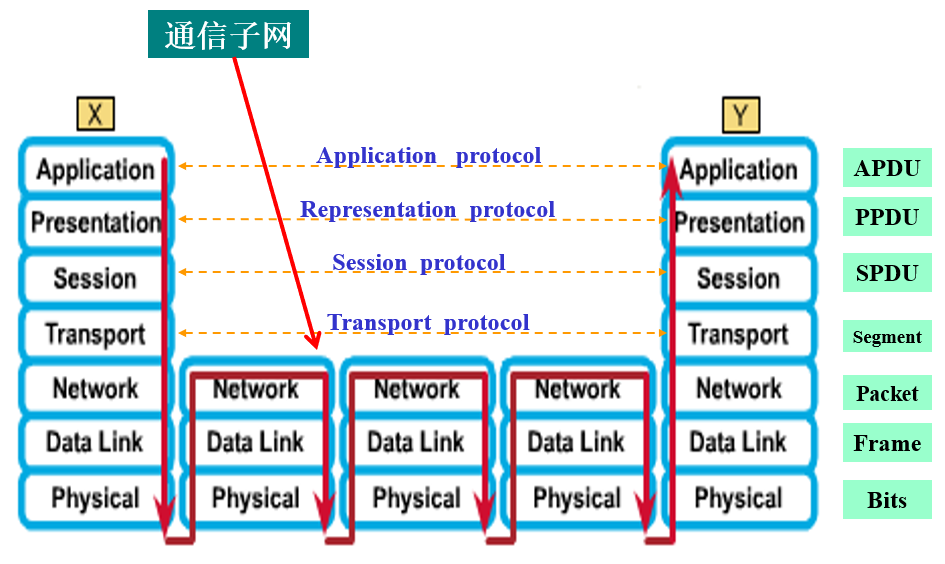 通信子网
X
Y
Application
Application protocol
Application
APDU
Presentation
Representation protocol
Presentation
PPDU
Session
Session protocol
Session
SPDU
Transport
Transport protocol
Transport
Segment
Network
Network
Network
Network
Network
Packet
Data Link
Data Link
Data Link
Data Link
Data Link
Frame
Physical
Physical
Physical
Physical
Physical
Bits